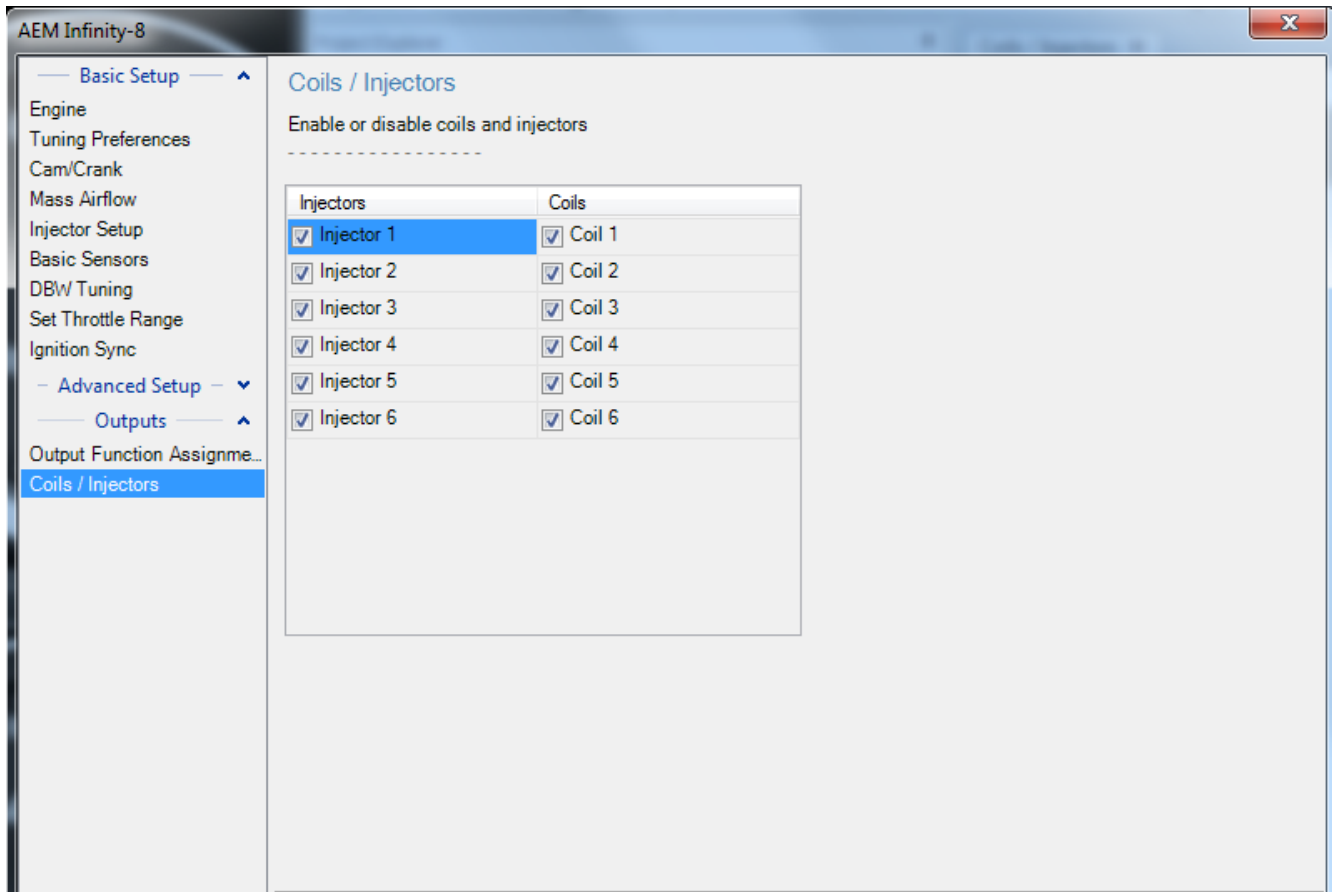 AEM Infinity-8
Basic Setup
Engine
Tuning Preferences
Cam/Crank
Mass Airflow
Injector Setup
Basic Sensors
DBW Tuning
Set Throttle Range
Ignition Sync
Advanced Setup
Outputs
Output Function Assignme...
Coils / Injectors
Coils / Injectors
Enable or disable coils and injectors
Injectors Coils
Injector 1 Coil 1
Injector 2 Coil 2
Injector 3 Coil 3
Injector 4 Coil 4
Injector 5 Coil 5
Injector 6 Coil 6